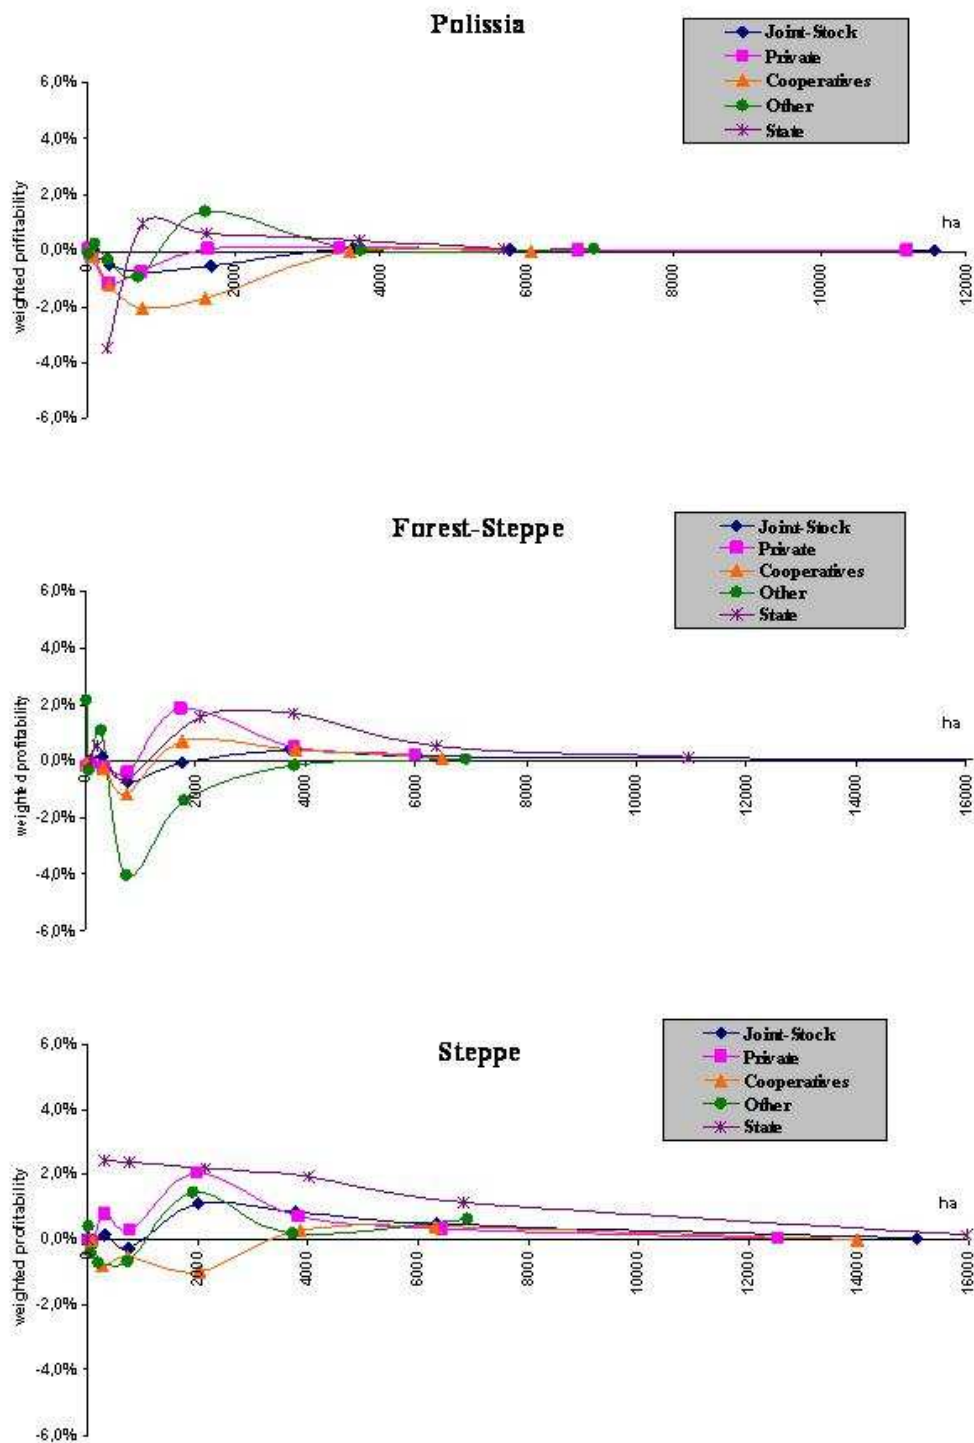 Polissia
Joint-Stock
Private
Cooperatives
Other
State
weighted prifitability
6,0%
4,0%
2,0%
0,0%
-2,0%
-4,0%
-6,0%
ha
0
2000
4000
6000
8000
10000
12000
Forest-Steppe
Joint-Stock
Private
Cooperatives
Other
State
weighted profitability
6,0%
4,0%
2,0%
0,0%
-2,0%
-4,0%
-6,0%
ha
0
2000
4000
6000
8000
10000
12000
14000
16000
Steppe
Joint-Stock
Private
Cooperatives
Other
State
weighted profitability
6,0%
4,0%
2,0%
0,0%
-2,0%
-4,0%
-6,0%
ha
0
2000
4000
6000
8000
10000
12000
14000
16000